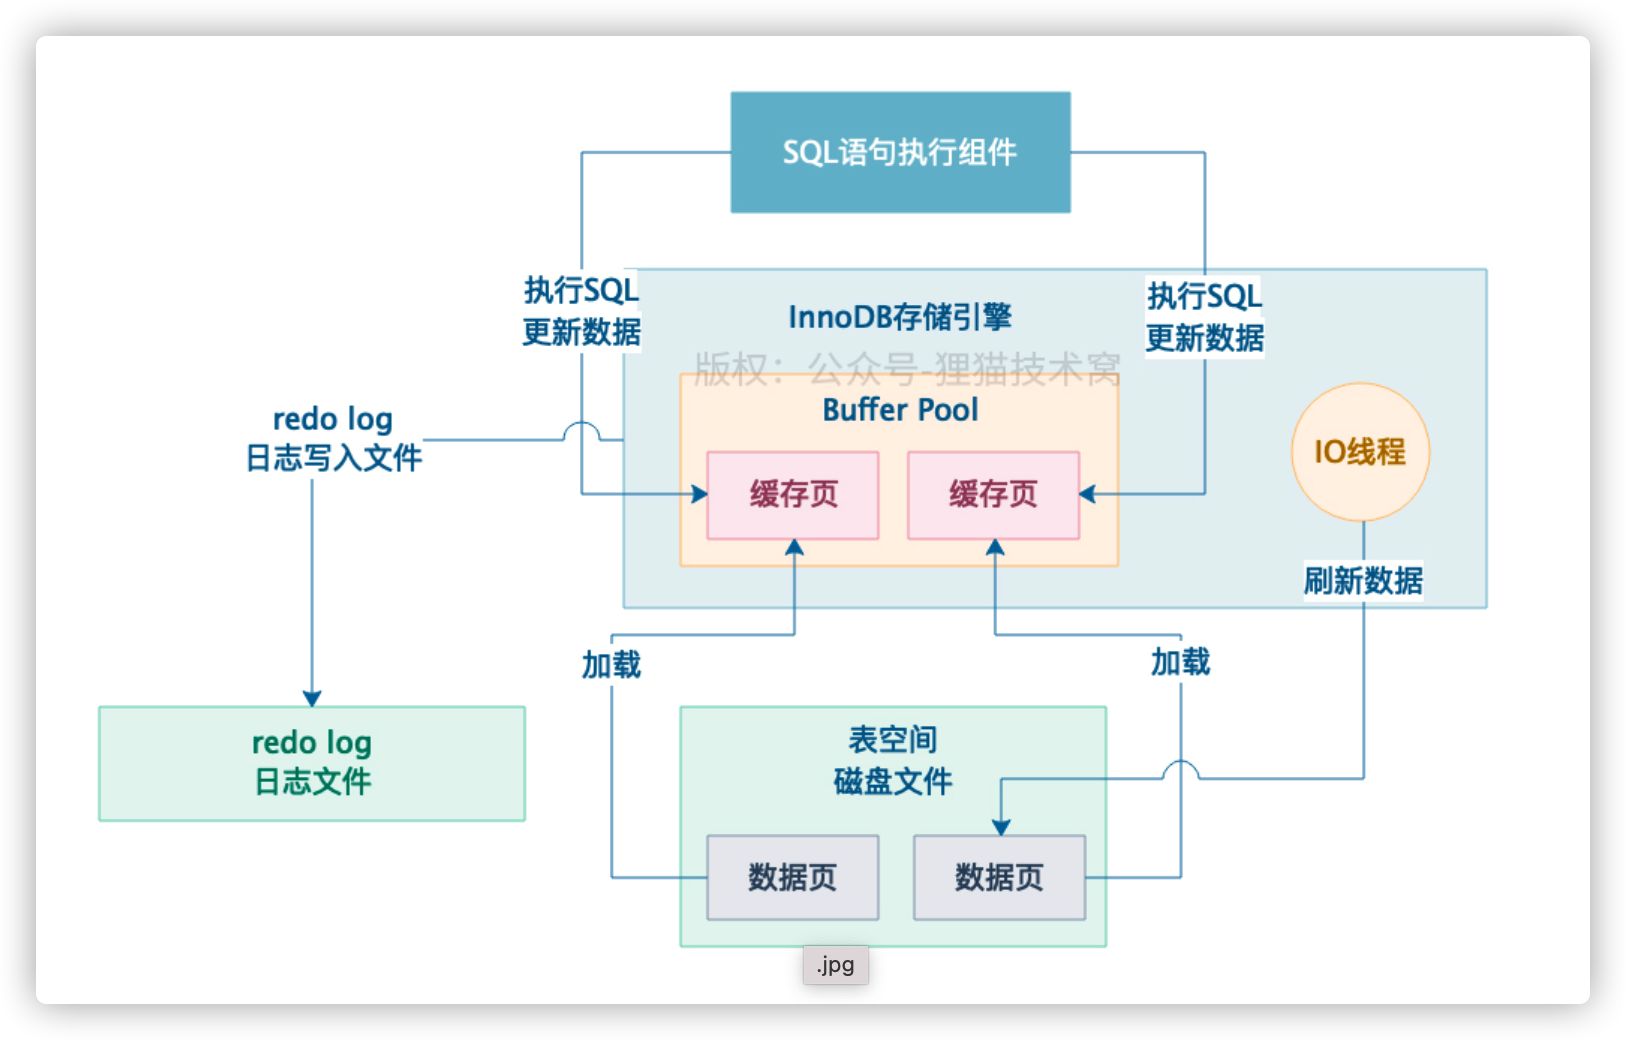 SQL语句执行组件
执行SQL
更新数据
执行SQL
更新数据
InnoDB存储引擎
版权：公众号-狸猫技术窝
Buffer Pool
redo log
日志写入文件
缓存页
缓存页
IO线程
刷新数据
加载
加载
redo log
日志文件
表空间
磁盘文件
数据页
数据页
.jpg